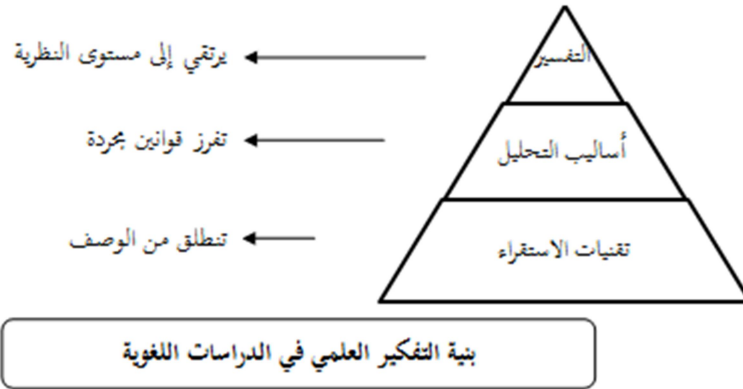 التفسير
يرتقي إلى مستوى النظرية
أساليب التحليل
تفرز قوانين مجردة
تقنيات الاستقراء
تنطلق من الوصف
بنية التفكير العلمي في الدراسات اللغوية